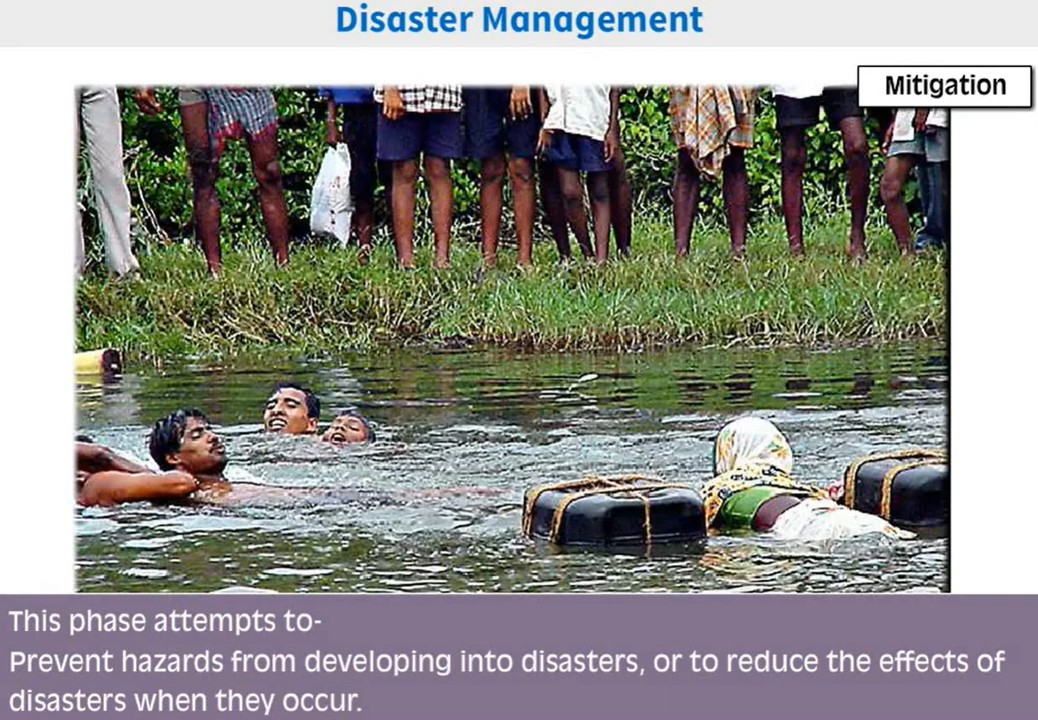 Disaster Management
Mitigation
This phase attempts to-
Prevent hazards from developing into disasters, or to reduce the effects of
disasters when they occur.